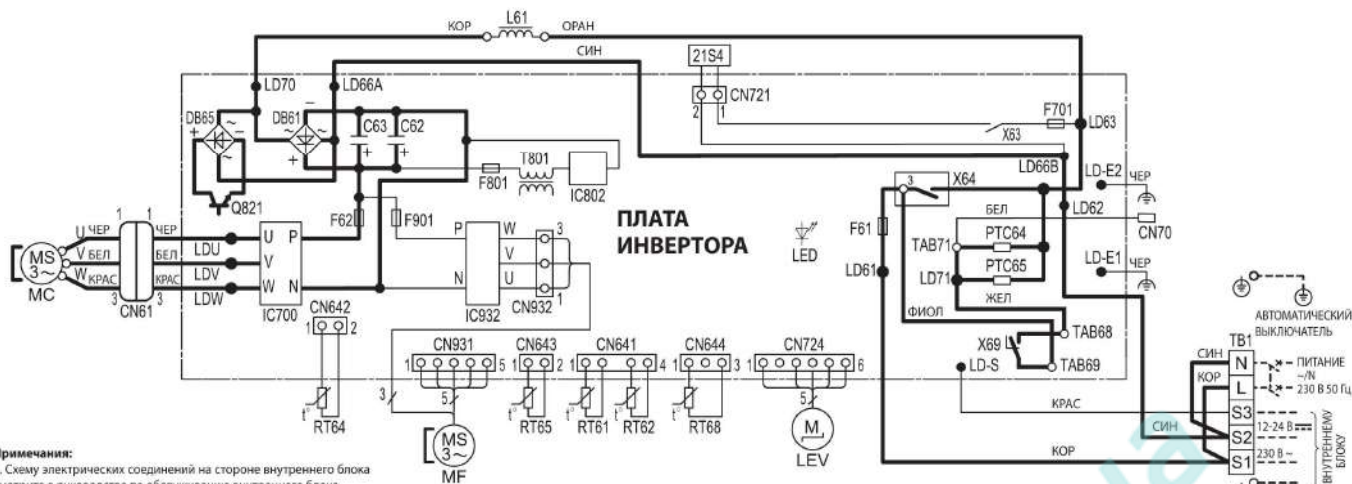 КОР
L61
ОРАН
СИН
21S4
LD70
LD66A
2
1
CN721
F701
X63
LD63
DB65
DB61
~
~
+
−
C63
C62
+
+
F801
T801
IC802
Q821
F62
F901
ПЛАТА
ИНВЕРТОРА
LED
LD66B
3
X64
LD-E2
ЧЕР
LD62
CN70
БЕЛ
F61
TAB71
PTC64
LD61
LD71
PTC65
ЖЕЛ
LD-E1
ЧЕР
ФИОЛ
X69
TAB68
TAB69
LD-S
MS
3~
MC
U
ЧЕР
V
БЕЛ
W
КРАС
1
1
3
3
CN61
ЧЕР
БЕЛ
КРАС
LDU
LDV
LDW
U
P
V
W
N
IC700
P
N
W
V
U
3
1
IC932
CN932
CN642
1
2
t°
RT64
CN931
1
5
3
5
MS
3~
MF
CN643
1
2
t°
RT65
CN641
1
4
t°
t°
RT61
RT62
CN644
1
3
t°
RT68
CN724
1
6
5
M
LEV
АВТОМАТИЧЕСКИЙ
ВЫКЛЮЧАТЕЛЬ
TB1
СИН
N
ПИТАНИЕ
~/N
КОР
L
230 В 50 Гц
КРАС
S3
12-24 В
СИН
S2
230 В ~
КОР
S1
ВНУТРЕННЕМУ
БЛОКУ
Примечания:
. Схему электрических соединений на стороне внутреннего блока